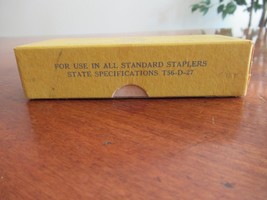 FOR USE IN ALL STANDARD STAPLERS
STATE SPECIFICATIONS T56-D-27